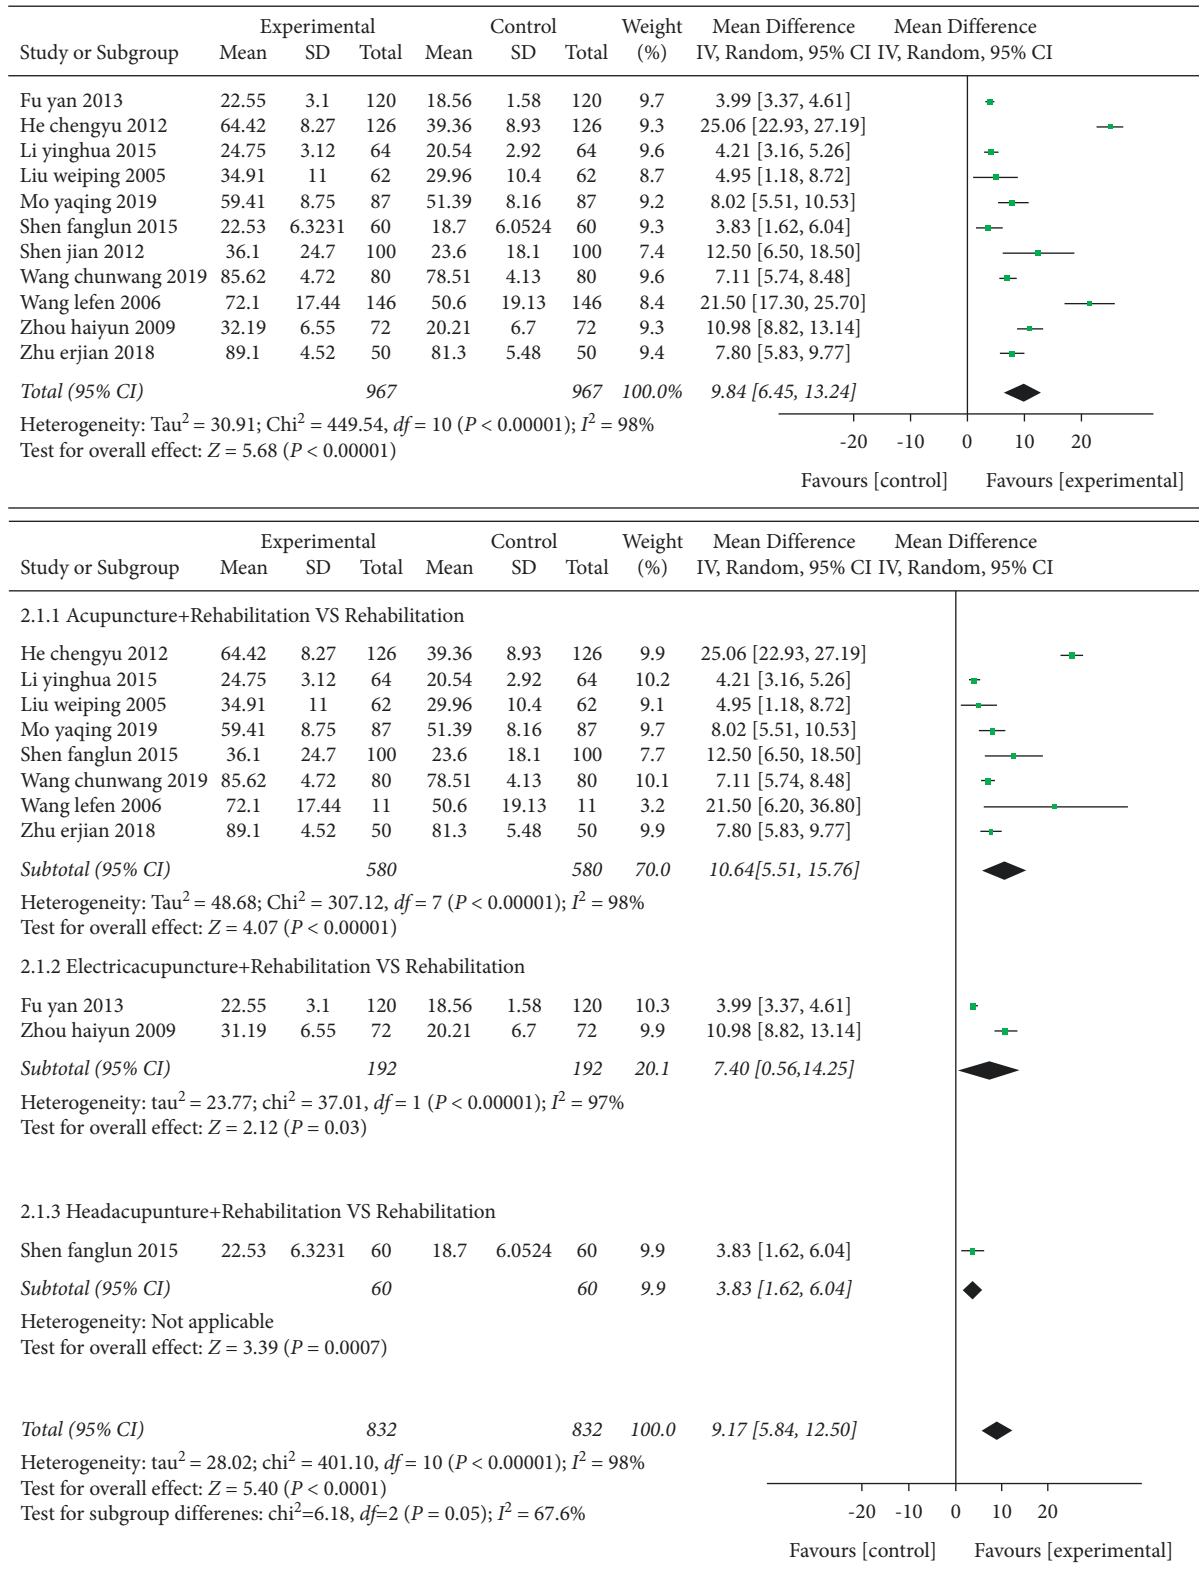 Experimental Control Weight Mean Difference Mean Difference
Study or Subgroup Mean SD Total Mean SD Total (%) IV, Random, 95% CI IV, Random, 95% CI
Fu yan 2013 22.55 3.1 120 18.56 1.58 120 9.7 3.99 [3.37, 4.61]
He chengyu 2012 64.42 8.27 126 39.36 8.93 126 9.3 25.06 [22.93, 27.19]
Li yinghua 2015 24.75 3.12 64 20.54 2.92 64 9.6 4.21 [3.16, 5.26]
Liu weiping 2005 34.91 11 62 29.96 10.4 62 8.7 4.95 [1.18, 8.72]
Mo yaqing 2019 59.41 8.75 87 51.39 8.16 87 9.2 8.02 [5.51, 10.53]
Shen fanglun 2015 22.53 6.3231 60 18.7 6.0524 60 9.3 3.83 [1.62, 6.04]
Shen jian 2012 36.1 24.7 100 23.6 18.1 100 7.4 12.50 [6.50, 18.50]
Wang chunwang 2019 85.62 4.72 80 78.51 4.13 80 9.6 7.11 [5.74, 8.48]
Wang lefen 2006 72.1 17.44 146 50.6 19.13 146 8.4 21.50 [17.30, 25.70]
Zhou haiyun 2009 32.19 6.55 72 20.21 6.7 72 9.3 10.98 [8.82, 13.14]
Zhu erjian 2018 89.1 4.52 50 81.3 5.48 50 9.4 7.80 [5.83, 9.77]
Total (95% CI) 967 967 100.0% 9.84 [6.45, 13.24]
Heterogeneity: Tau² = 30.91; Chi² = 449.54, df = 10 (P < 0.00001); I² = 98%
Test for overall effect: Z = 5.68 (P < 0.00001)
-20 -10 0 10 20
Favours [control] Favours [experimental]
Experimental Control Weight Mean Difference Mean Difference
Study or Subgroup Mean SD Total Mean SD Total (%) IV, Random, 95% CI IV, Random, 95% CI
2.1.1 Acupuncture+Rehabilitation VS Rehabilitation
He chengyu 2012 64.42 8.27 126 39.36 8.93 126 9.9 25.06 [22.93, 27.19]
Li yinghua 2015 24.75 3.12 64 20.54 2.92 64 10.2 4.21 [3.16, 5.26]
Liu weiping 2005 34.91 11 62 29.96 10.4 62 9.1 4.95 [1.18, 8.72]
Mo yaqing 2019 59.41 8.75 87 51.39 8.16 87 9.7 8.02 [5.51, 10.53]
Shen fanglun 2015 36.1 24.7 100 23.6 18.1 100 7.7 12.50 [6.50, 18.50]
Wang chunwang 2019 85.62 4.72 80 78.51 4.13 80 10.1 7.11 [5.74, 8.48]
Wang lefen 2006 72.1 17.44 11 50.6 19.13 11 3.2 21.50 [6.20, 36.80]
Zhu erjian 2018 89.1 4.52 50 81.3 5.48 50 9.9 7.80 [5.83, 9.77]
Subtotal (95% CI) 580 580 70.0 10.64[5.51, 15.76]
Heterogeneity: Tau² = 48.68; Chi² = 307.12, df = 7 (P < 0.00001); I² = 98%
Test for overall effect: Z = 4.07 (P < 0.00001)
2.1.2 Electricacupuncture+Rehabilitation VS Rehabilitation
Fu yan 2013 22.55 3.1 120 18.56 1.58 120 10.3 3.99 [3.37, 4.61]
Zhou haiyun 2009 31.19 6.55 72 20.21 6.7 72 9.9 10.98 [8.82, 13.14]
Subtotal (95% CI) 192 192 20.1 7.40 [0.56,14.25]
Heterogeneity: tau² = 23.77; chi² = 37.01, df = 1 (P < 0.00001); I² = 97%
Test for overall effect: Z = 2.12 (P = 0.03)
2.1.3 Headacupunture+Rehabilitation VS Rehabilitation
Shen fanglun 2015 22.53 6.3231 60 18.7 6.0524 60 9.9 3.83 [1.62, 6.04]
Subtotal (95% CI) 60 60 9.9 3.83 [1.62, 6.04]
Heterogeneity: Not applicable
Test for overall effect: Z = 3.39 (P = 0.0007)
Total (95% CI) 832 832 100.0 9.17 [5.84, 12.50]
Heterogeneity: tau² = 28.02; chi² = 401.10, df = 10 (P < 0.00001); I² = 98%
Test for overall effect: Z = 5.40 (P < 0.0001)
Test for subgroup differenes: chi²=6.18, df=2 (P = 0.05); I² = 67.6%
-20 -10 0 10 20
Favours [control] Favours [experimental]